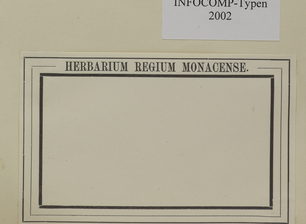 INFOCOMP-Typen
2002
HERBARIUM REGIUM MONACENSE.